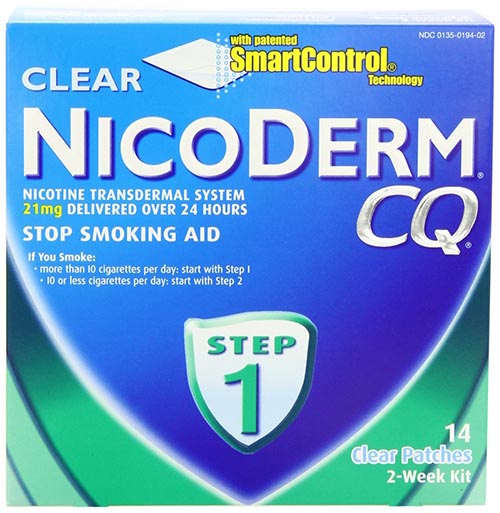 NDC 0135-0194-02
with patented
SmartControl®
Technology
CLEAR
NICODERM®
CQ®
NICOTINE TRANSDERMAL SYSTEM
21mg DELIVERED OVER 24 HOURS
STOP SMOKING AID
If You Smoke:
• more than 10 cigarettes per day: start with Step 1
• 10 or less cigarettes per day: start with Step 2
STEP
1
14
Clear Patches
2-Week Kit